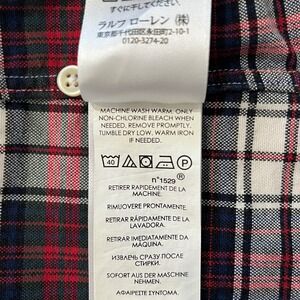 すぐに干してください。
ラルフ ローレン (株)
東京都千代田区永田町2-10-1
0120-3274-20
MACHINE WASH WARM. ONLY
NON-CHLORINE BLEACH WHEN
NEEDED. REMOVE PROMPTLY.
TUMBLE DRY LOW. WARM IRON
IF NEEDED.
n°1529®
RETIRER RAPIDEMENT DE LA
MACHINE.
RIMUOVERE PRONTAMENTE.
RETIRAR RÁPIDAMENTE DE LA
LAVADORA.
RETIRAR IMEDIATAMENTE DA
MÁQUINA.
ИЗВЛЕЧЬ СРАЗУ ПОСЛЕ
СТИРКИ.
SOFORT AUS DER MASCHINE
NEHMEN.
ΑΦΑΙΡΕΙΤΕ ΣΥΝΤΟΜΑ